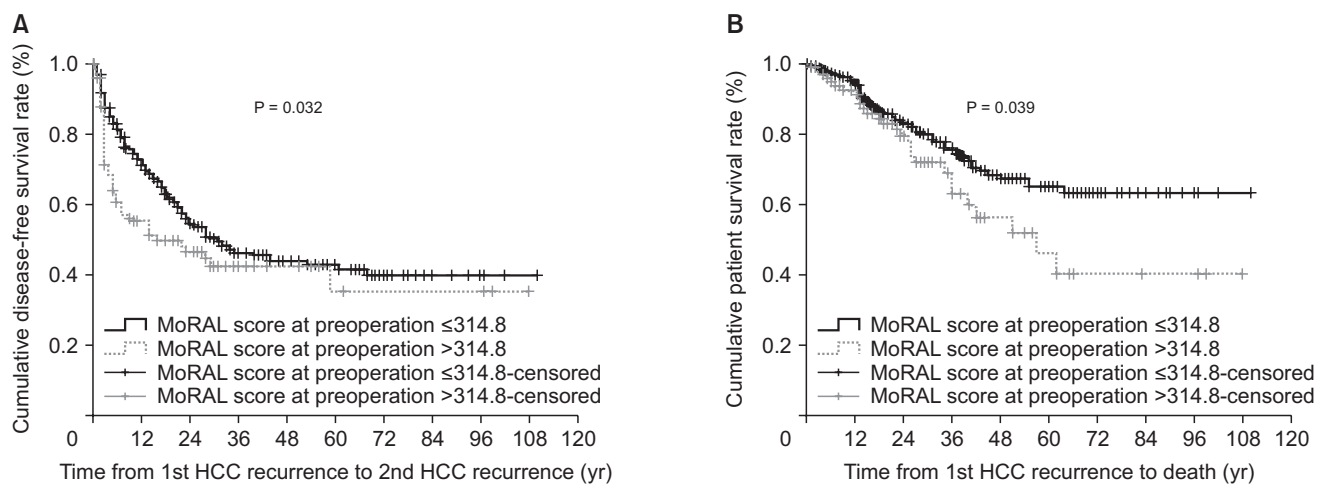 A
Cumulative disease-free survival rate (%)
1.0
0.8
0.6
0.4
0.2
0
P = 0.032
MoRAL score at preoperation ≤314.8
MoRAL score at preoperation >314.8
MoRAL score at preoperation ≤314.8-censored
MoRAL score at preoperation >314.8-censored
12 24 36 48 60 72 84 96 108 120
Time from 1st HCC recurrence to 2nd HCC recurrence (yr)
B
Cumulative patient survival rate (%)
1.0
0.8
0.6
0.4
0.2
0
P = 0.039
MoRAL score at preoperation ≤314.8
MoRAL score at preoperation >314.8
MoRAL score at preoperation ≤314.8-censored
MoRAL score at preoperation >314.8-censored
12 24 36 48 60 72 84 96 108 120
Time from 1st HCC recurrence to death (yr)